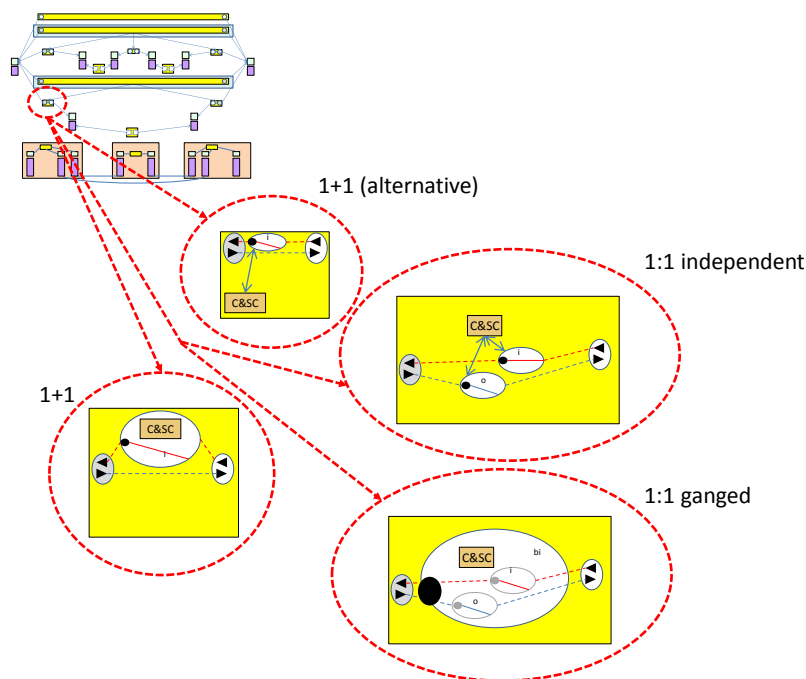 1+1 (alternative)
i
C&SC
1:1 independent
C&SC
i
o
1+1
C&SC
i
1:1 ganged
bi
C&SC
i
o